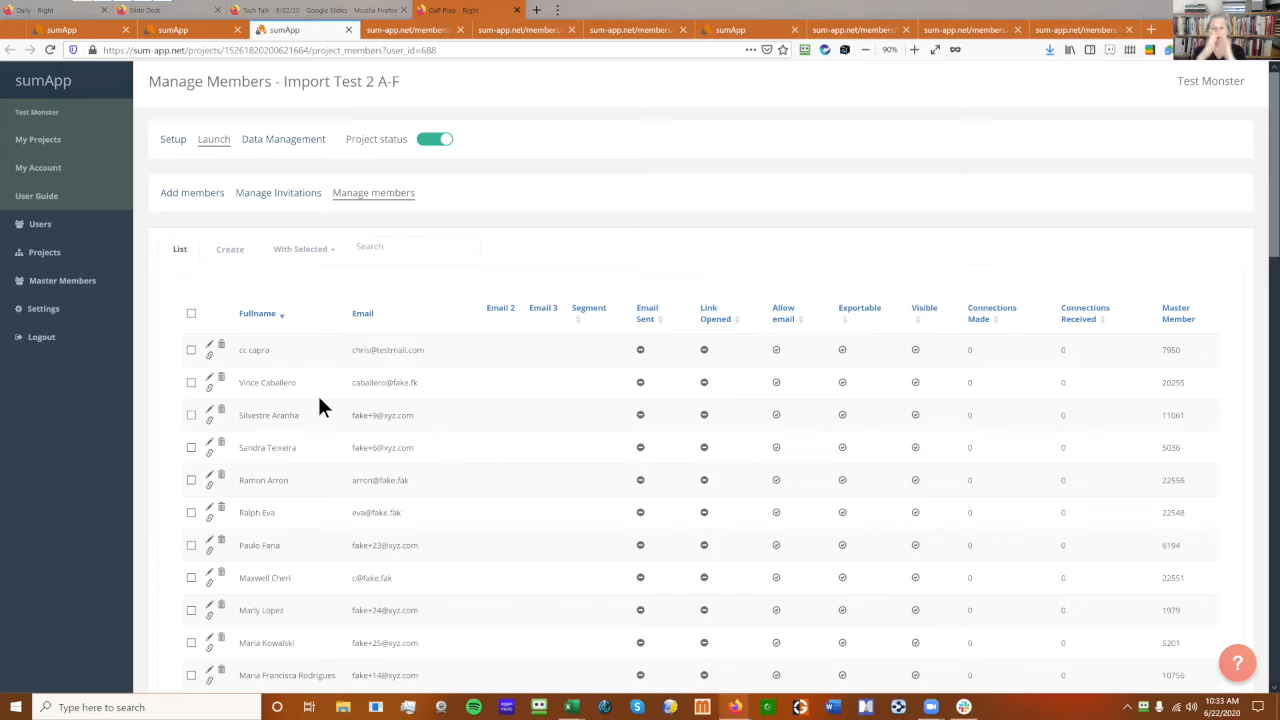 Daily - Right
Slide Deck
Tech Talk - 6/22/20 - Google Slides - Mozilla Firefox
CoP Prep - Right
sumApp
sumApp
sumApp
sum-app.net/members
sum-app.net/members/
sum-app.net/members
sumApp
sum-app.net/members
sum-app.net/members
sum-app.net/members
https://sum-app.net/projects/15261820200621664/project_members?user_id=688
90%
sumApp
Manage Members - Import Test 2 A-F
Test Monster
Test Monster
My Projects
My Account
User Guide
Users
Projects
Master Members
Settings
Logout
Setup Launch Data Management Project status
Add members Manage Invitations Manage members
List Create With Selected Search
Fullname Email Email 2 Email 3 Segment Email Sent Link Opened Allow email Exportable Visible Connections Made Connections Received Master Member
cc capra chris@testmail.com 0 0 7950
Vince Caballero caballero@fake.fk 0 0 20255
Silvestre Aranha fake+9@xyz.com 0 0 11061
Sandra Teixeira fake+6@xyz.com 0 0 5036
Ramon Arron arron@fake.fak 0 0 22556
Ralph Eva eva@fake.fak 0 0 22548
Paulo Faria fake+23@xyz.com 0 0 6194
Maxwell Cheri c@fake.fak 0 0 22551
Marly Lopez fake+24@xyz.com 0 0 1979
Maria Kowalski fake+25@xyz.com 0 0 5201
Maria Francisca Rodrigues fake+14@xyz.com 0 0 10756
?
Type here to search
10:33 AM
6/22/2020